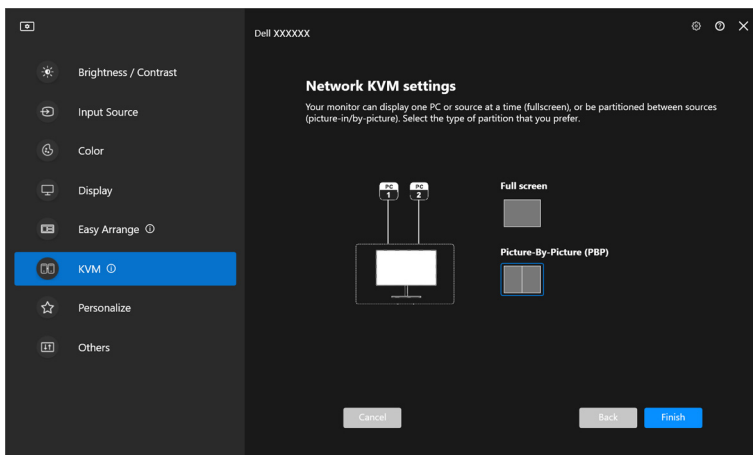 Dell XXXXXX
Brightness / Contrast
Input Source
Color
Display
Easy Arrange
KVM
Personalize
Others
Network KVM settings
Your monitor can display one PC or source at a time (fullscreen), or be partitioned between sources
(picture-in/by-picture). Select the type of partition that you prefer.
PC
1
PC
2
Full screen
Picture-By-Picture (PBP)
Cancel
Back
Finish